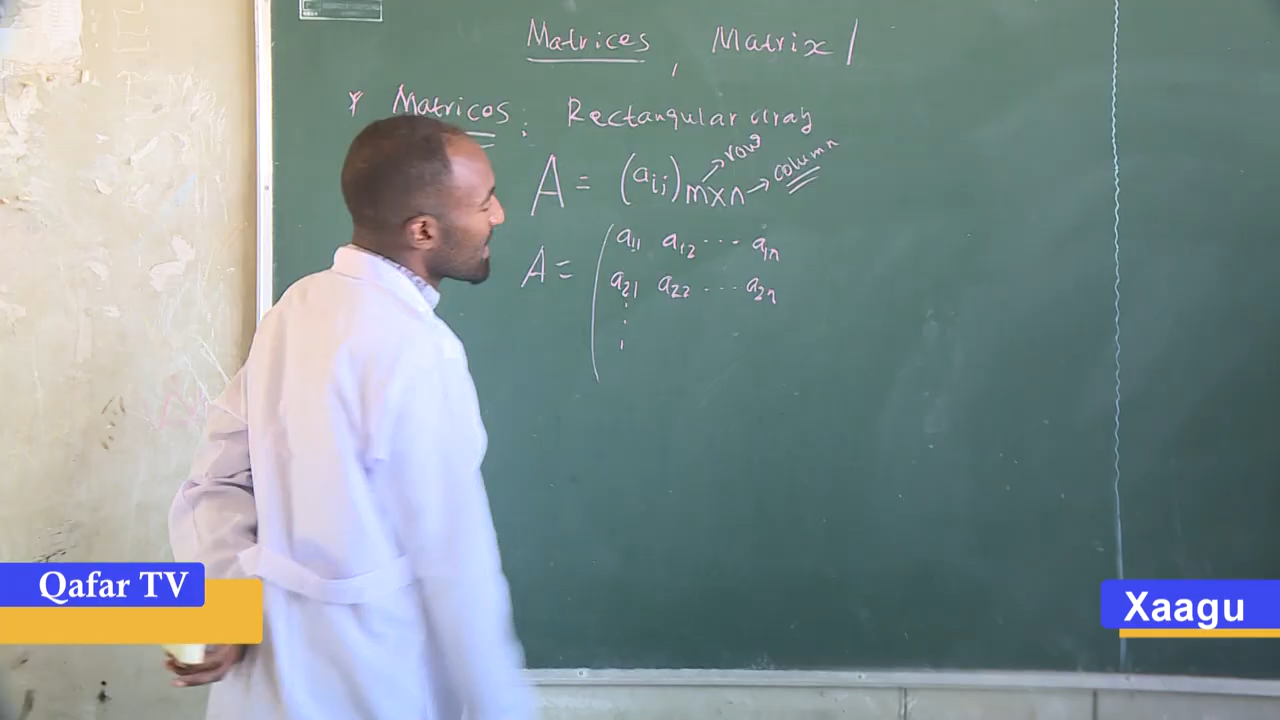 Matrices, Matrix
* Matrices: Rectangular array
A = (aij) m×n → row → column
A = ( a11 a12 ... a1n
a21 a22 ... a2n
⋮
Qafar TV
Xaagu